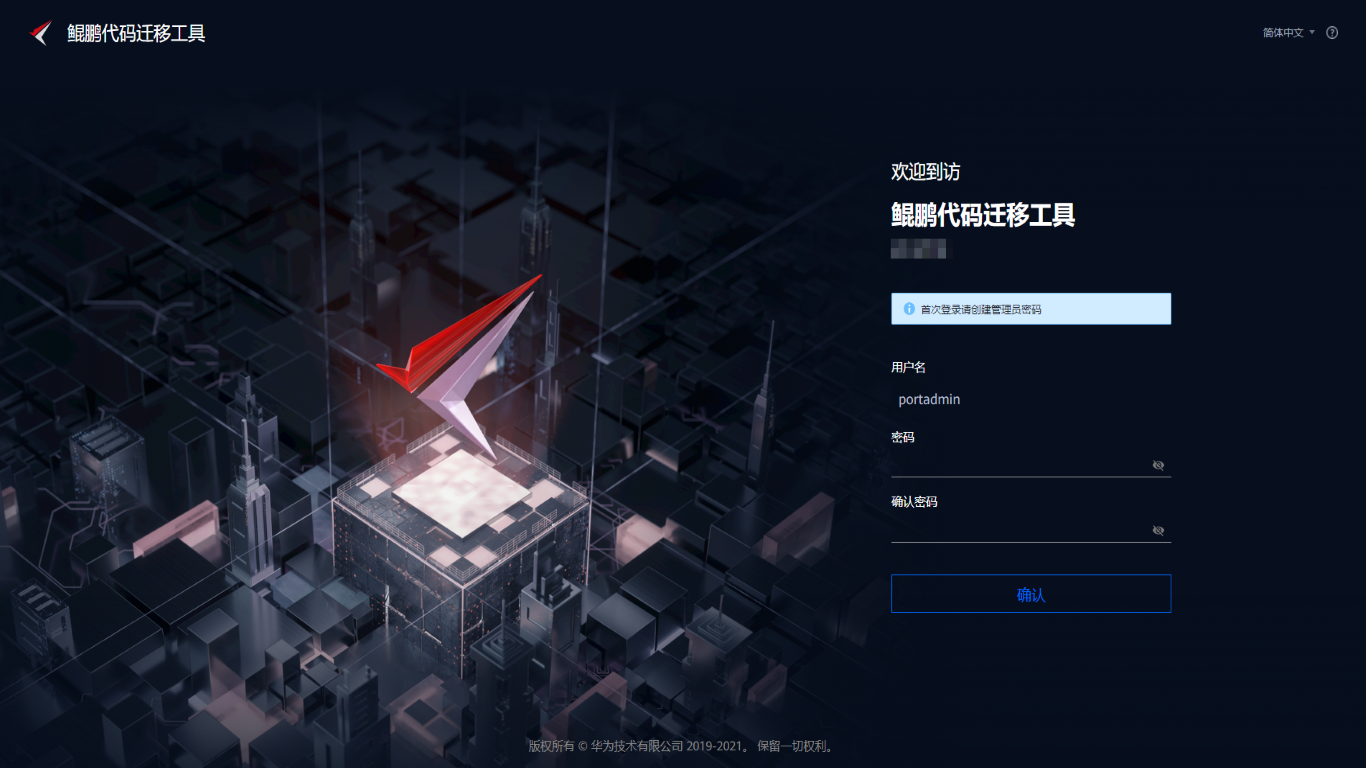 鲲鹏代码迁移工具
简体中文
欢迎到访
鲲鹏代码迁移工具
首次登录请创建管理员密码
用户名
portadmin
密码
确认密码
确认
版权所有 © 华为技术有限公司 2019-2021。 保留一切权利。